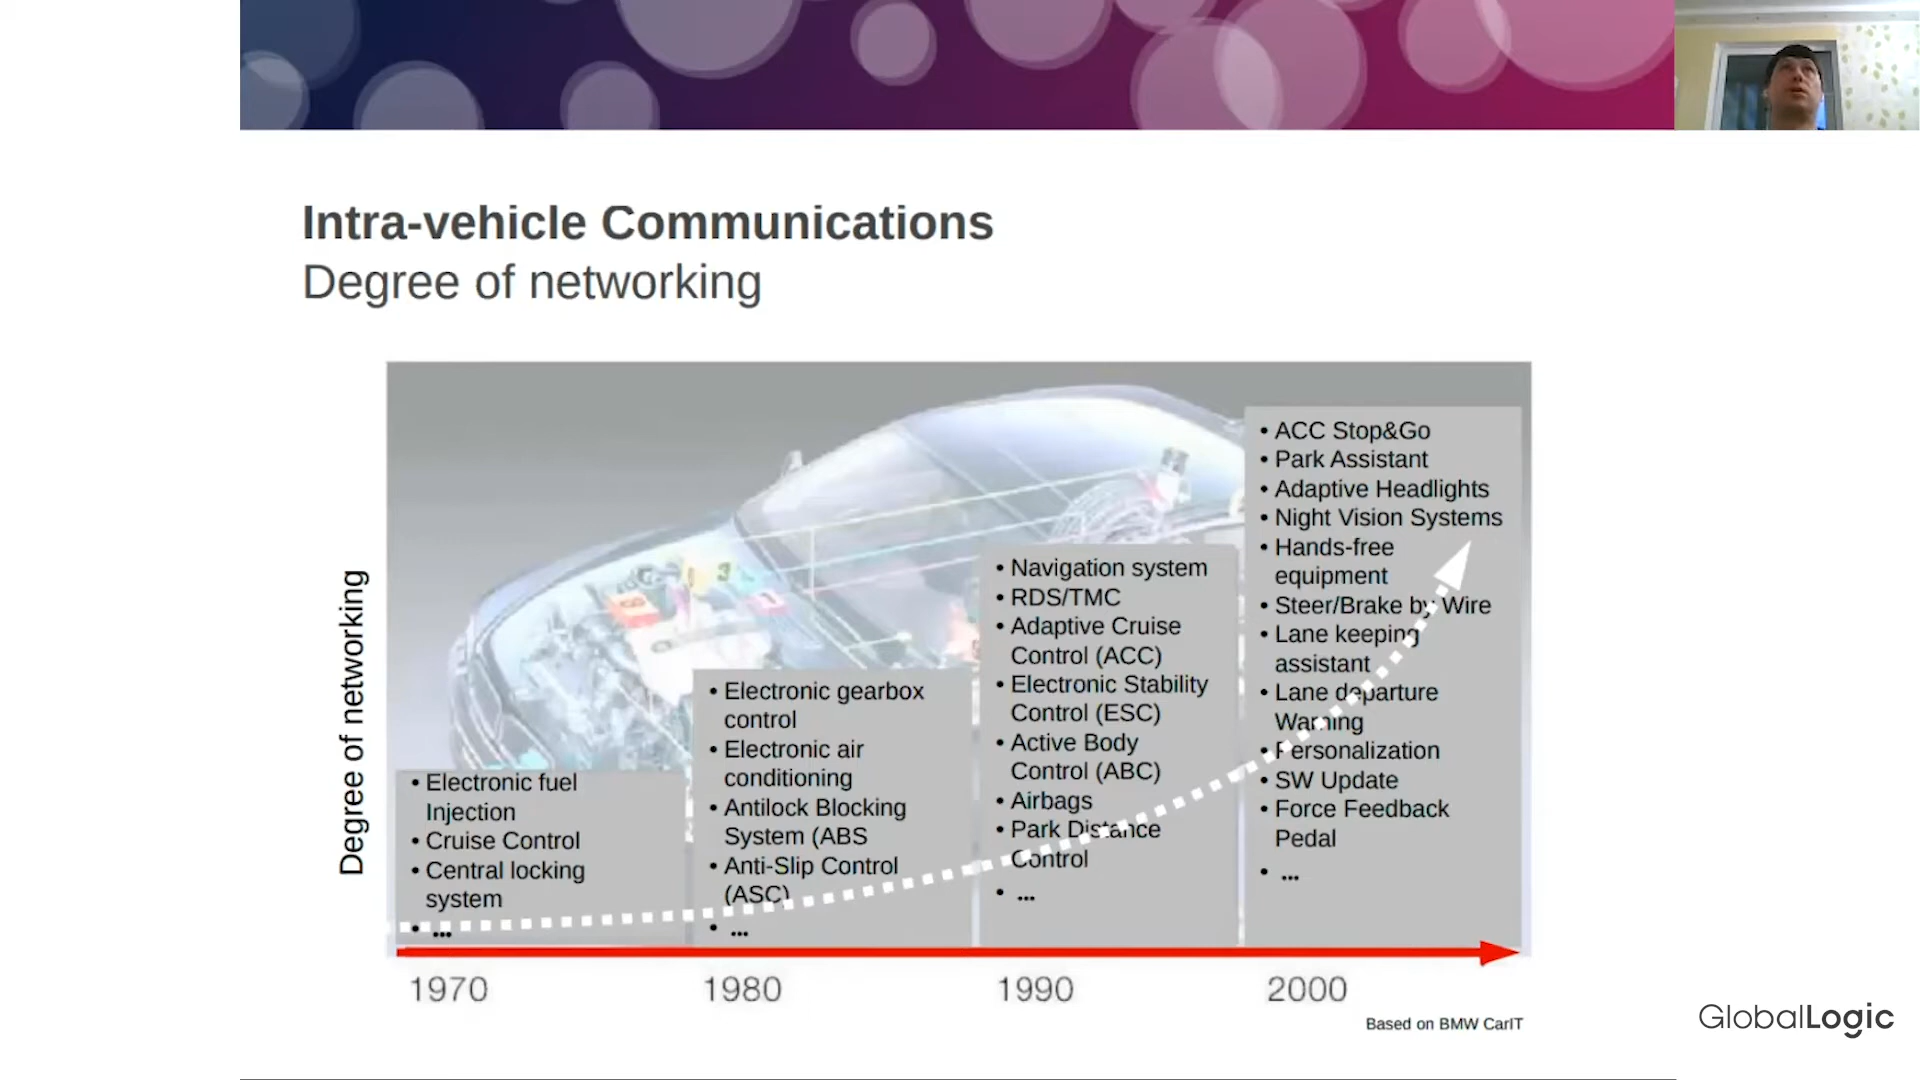 Intra-vehicle Communications
Degree of networking
Degree of networking
• Electronic fuel
Injection
• Cruise Control
• Central locking
system
• ...
• Electronic gearbox
control
• Electronic air
conditioning
• Antilock Blocking
System (ABS
• Anti-Slip Control
(ASC)
• ...
• Navigation system
• RDS/TMC
• Adaptive Cruise
Control (ACC)
• Electronic Stability
Control (ESC)
• Active Body
Control (ABC)
• Airbags
• Park Distance
Control
• ...
• ACC Stop&Go
• Park Assistant
• Adaptive Headlights
• Night Vision Systems
• Hands-free
equipment
• Steer/Brake by Wire
• Lane keeping
assistant
• Lane departure
Warning
• Personalization
• SW Update
• Force Feedback
Pedal
• ...
1970 1980 1990 2000
Based on BMW CarIT
GlobalLogic